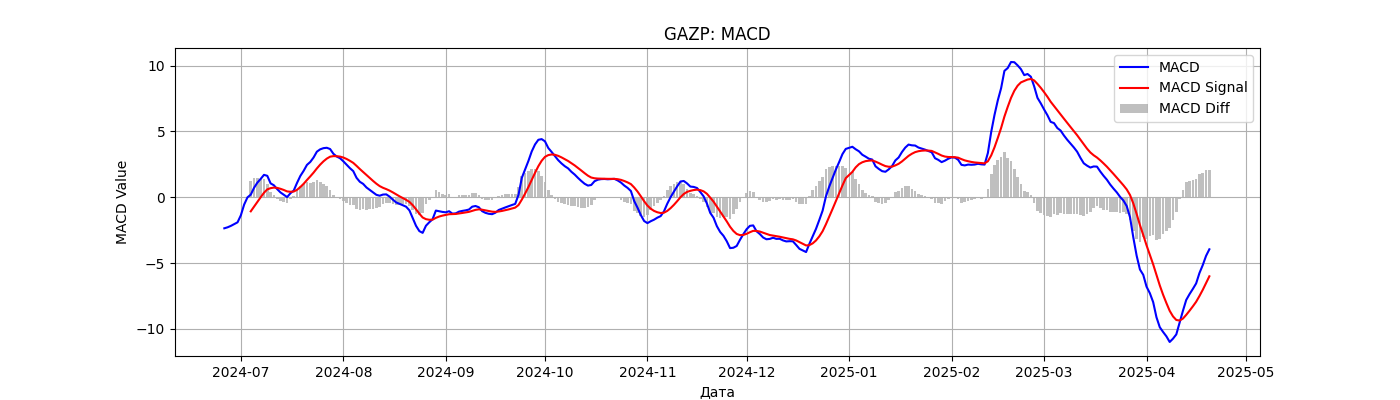 GAZP: MACD
MACD
MACD Signal
MACD Diff
MACD Value
10
5
0
−5
−10
2024-07 2024-08 2024-09 2024-10 2024-11 2024-12 2025-01 2025-02 2025-03 2025-04 2025-05
Дата